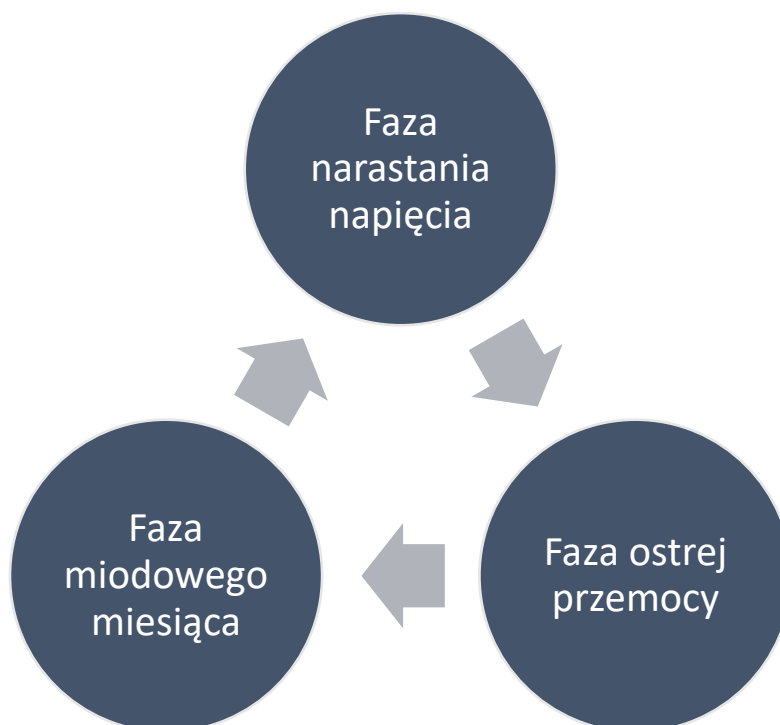 Faza
narastania
napięcia
Faza
miodowego
miesiąca
Faza ostrej
przemocy